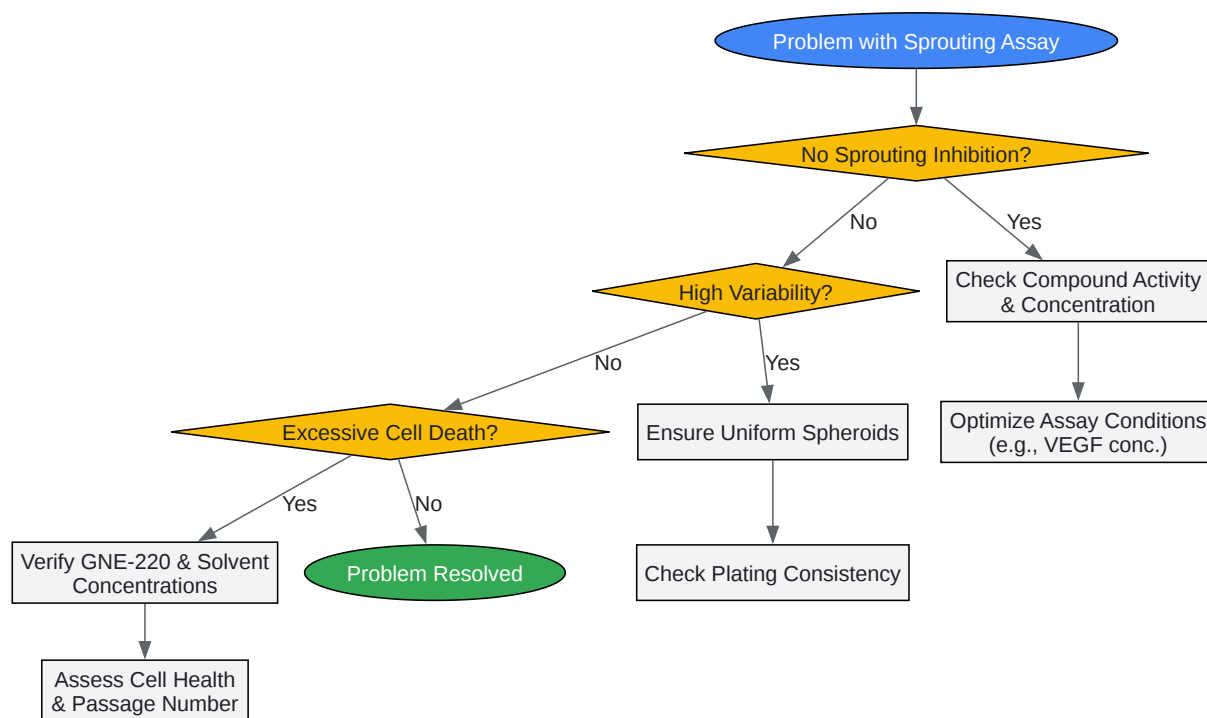 Problem with Sprouting Assay
No Sprouting Inhibition?
No
Yes
High Variability?
Check Compound Activity
& Concentration
No
Yes
Excessive Cell Death?
Ensure Uniform Spheroids
Optimize Assay Conditions
(e.g., VEGF conc.)
Yes
No
Verify GNE-220 & Solvent
Concentrations
Problem Resolved
Check Plating Consistency
Assess Cell Health
& Passage Number